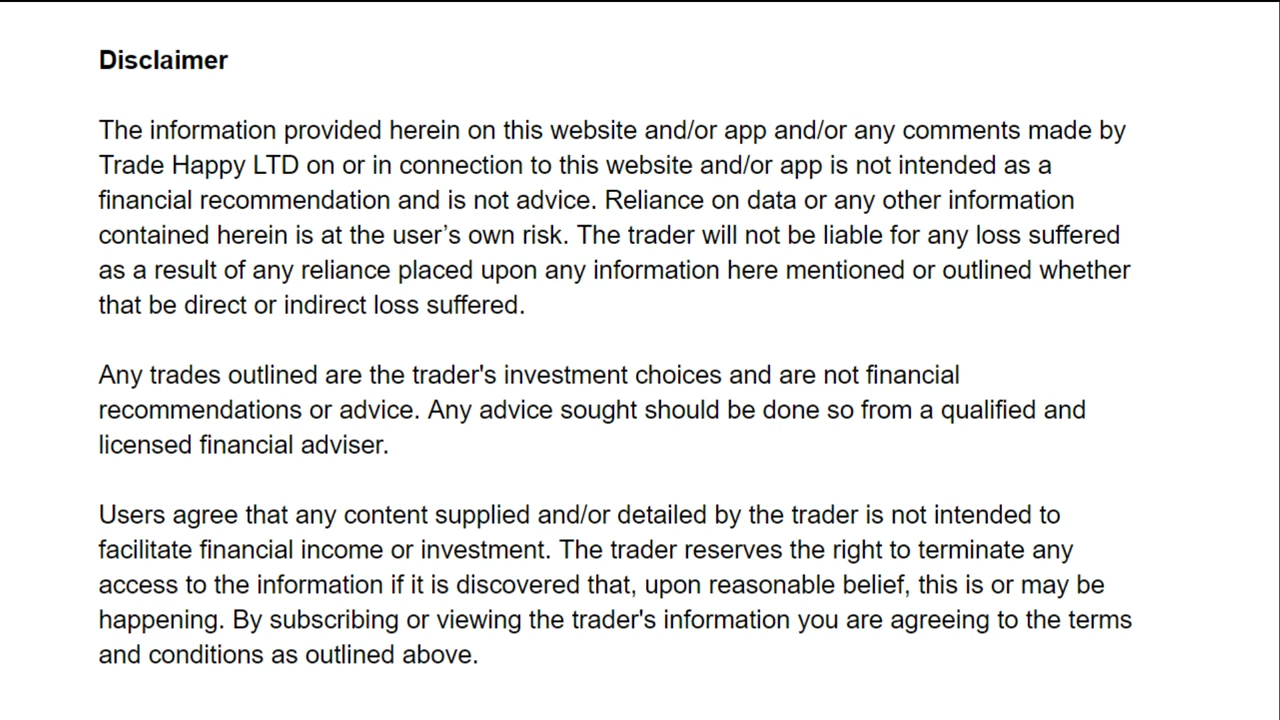 Disclaimer
The information provided herein on this website and/or app and/or any comments made by
Trade Happy LTD on or in connection to this website and/or app is not intended as a
financial recommendation and is not advice. Reliance on data or any other information
contained herein is at the user’s own risk. The trader will not be liable for any loss suffered
as a result of any reliance placed upon any information here mentioned or outlined whether
that be direct or indirect loss suffered.
Any trades outlined are the trader's investment choices and are not financial
recommendations or advice. Any advice sought should be done so from a qualified and
licensed financial adviser.
Users agree that any content supplied and/or detailed by the trader is not intended to
facilitate financial income or investment. The trader reserves the right to terminate any
access to the information if it is discovered that, upon reasonable belief, this is or may be
happening. By subscribing or viewing the trader's information you are agreeing to the terms
and conditions as outlined above.